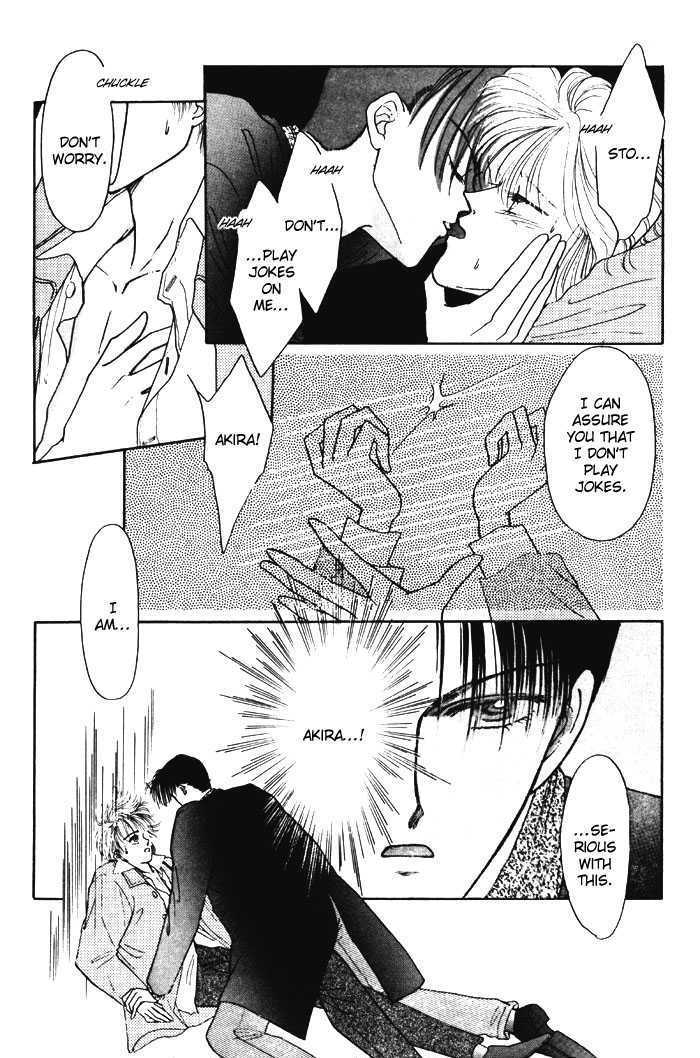 HAAH
STO...
HAAH
DON'T...
HAAH
...PLAY
JOKES
ON
ME...
CHUCKLE
DON'T
WORRY.
I CAN
ASSURE
YOU THAT
I DON'T
PLAY
JOKES.
AKIRA!
I
AM...
AKIRA...!
...SE-
RIOUS
WITH
THIS.